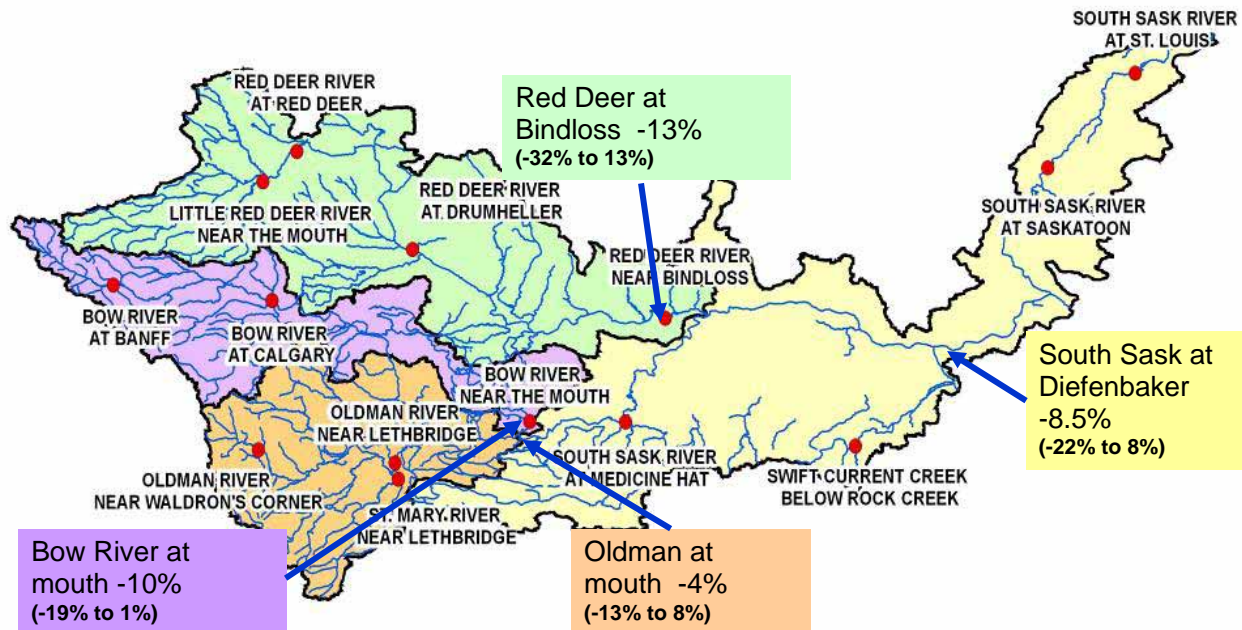 SOUTH SASK RIVER
AT ST. LOUIS
RED DEER RIVER
AT RED DEER
Red Deer at
Bindloss -13%
(-32% to 13%)
RED DEER RIVER
AT DRUMHELLER
LITTLE RED DEER RIVER
NEAR THE MOUTH
SOUTH SASK RIVER
AT SASKATOON
RED DEER RIVER
NEAR BINDLOSS
BOW RIVER
AT BANFF
BOW RIVER
AT CALGARY
South Sask at
Diefenbaker
-8.5%
(-22% to 8%)
BOW RIVER
NEAR THE MOUTH
OLDMAN RIVER
NEAR LETHBRIDGE
OLDMAN RIVER
NEAR WALDRON'S CORNER
SOUTH SASK RIVER
AT MEDICINE HAT
SWIFT CURRENT CREEK
BELOW ROCK CREEK
ST. MARY RIVER
NEAR LETHBRIDGE
Bow River at
mouth -10%
(-19% to 1%)
Oldman at
mouth -4%
(-13% to 8%)